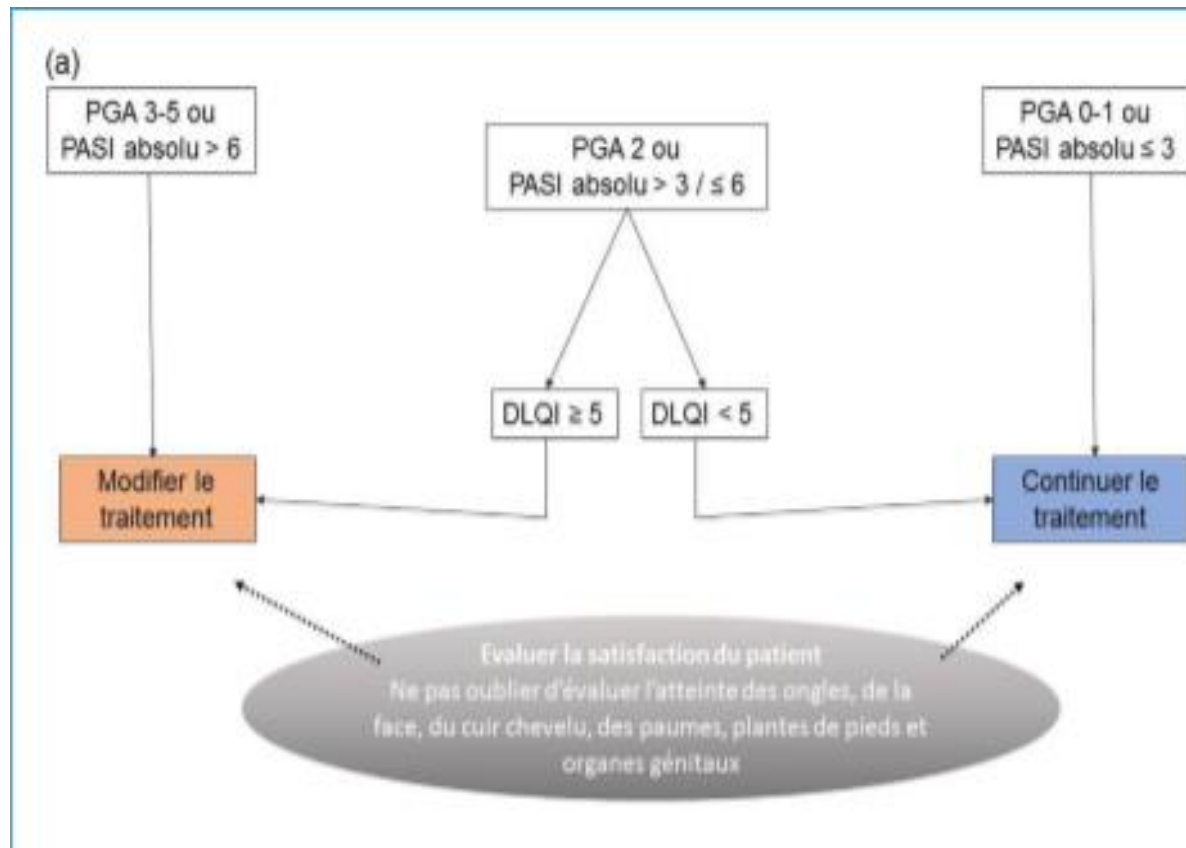 (a)
PGA 3-5 ou
PASI absolu > 6
PGA 2 ou
PASI absolu > 3 / ≤ 6
PGA 0-1 ou
PASI absolu ≤ 3
DLQI ≥ 5
DLQI < 5
Modifier le
traitement
Continuer le
traitement
Evaluer la satisfaction du patient
Ne pas oublier d'évaluer l'atteinte des ongles, de la
face, du cuir chevelu, des paumes, plantes de pieds et
organes génitaux